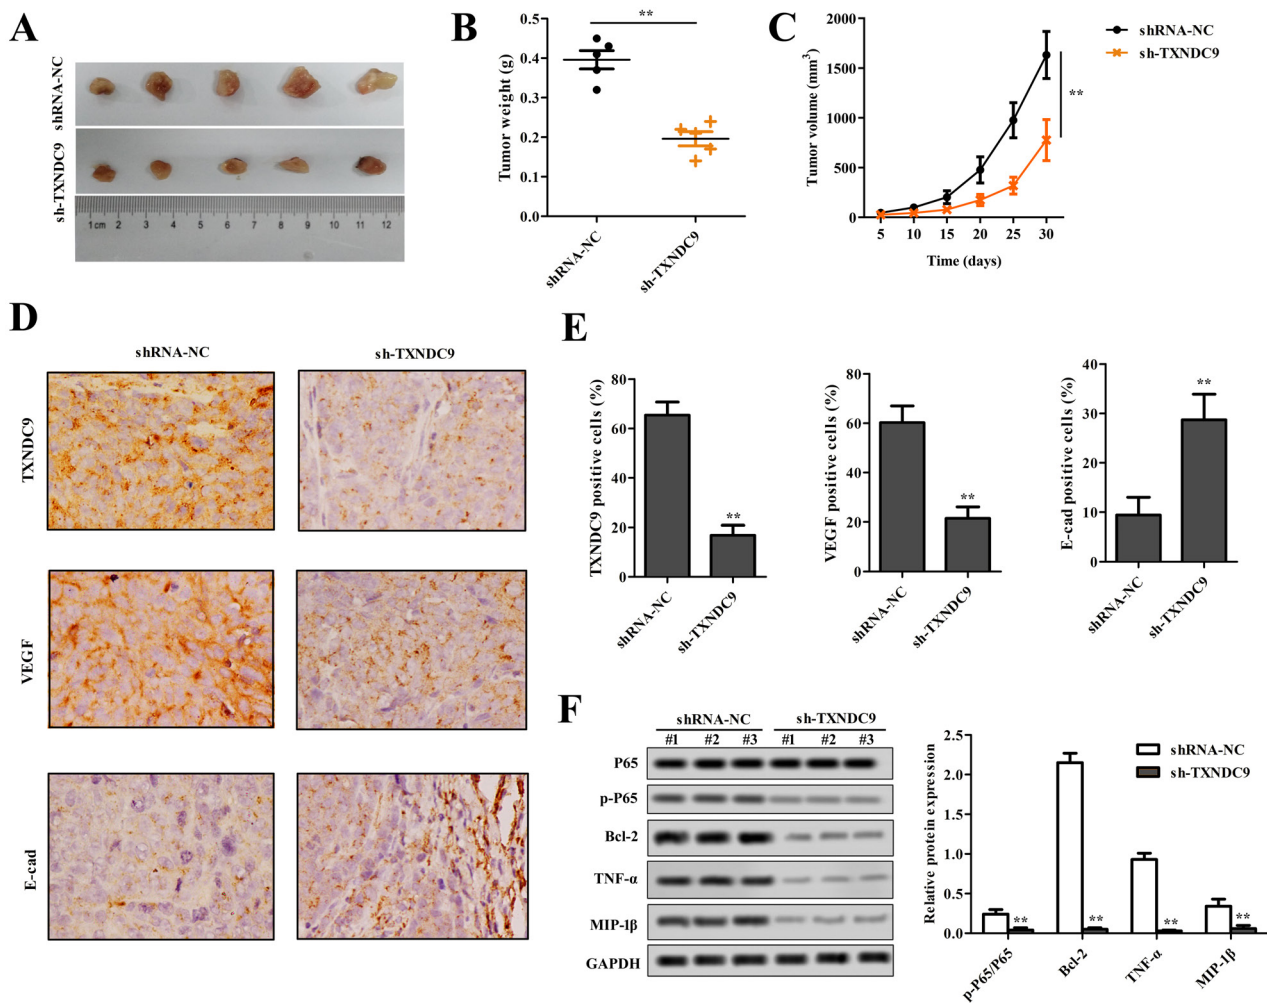 A
shRNA-NC
sh-TXNDC9
1cm 2 3 4 5 6 7 8 9 10 11 12
B
Tumor weight (g)
0.5
0.4
0.3
0.2
0.1
0.0
**
shRNA-NC
sh-TXNDC9
C
Tumor volume (mm³)
2000
1500
1000
500
0
5 10 15 20 25 30
Time (days)
**
shRNA-NC
sh-TXNDC9
D
shRNA-NC sh-TXNDC9
TXNDC9
VEGF
E-cad
E
TXNDC9 positive cells (%)
80
60
40
20
0
**
shRNA-NC
sh-TXNDC9
VEGF positive cells (%)
80
60
40
20
0
**
shRNA-NC
sh-TXNDC9
E-cad positive cells (%)
40
30
20
10
0
**
shRNA-NC
sh-TXNDC9
F
shRNA-NC sh-TXNDC9
#1 #2 #3 #1 #2 #3
P65
p-P65
Bcl-2
TNF-α
MIP-1β
GAPDH
Relative protein expression
2.5
2.0
1.5
1.0
0.5
0.0
shRNA-NC
sh-TXNDC9
** ** ** **
p-P65/P65
Bcl-2
TNF-α
MIP-1β